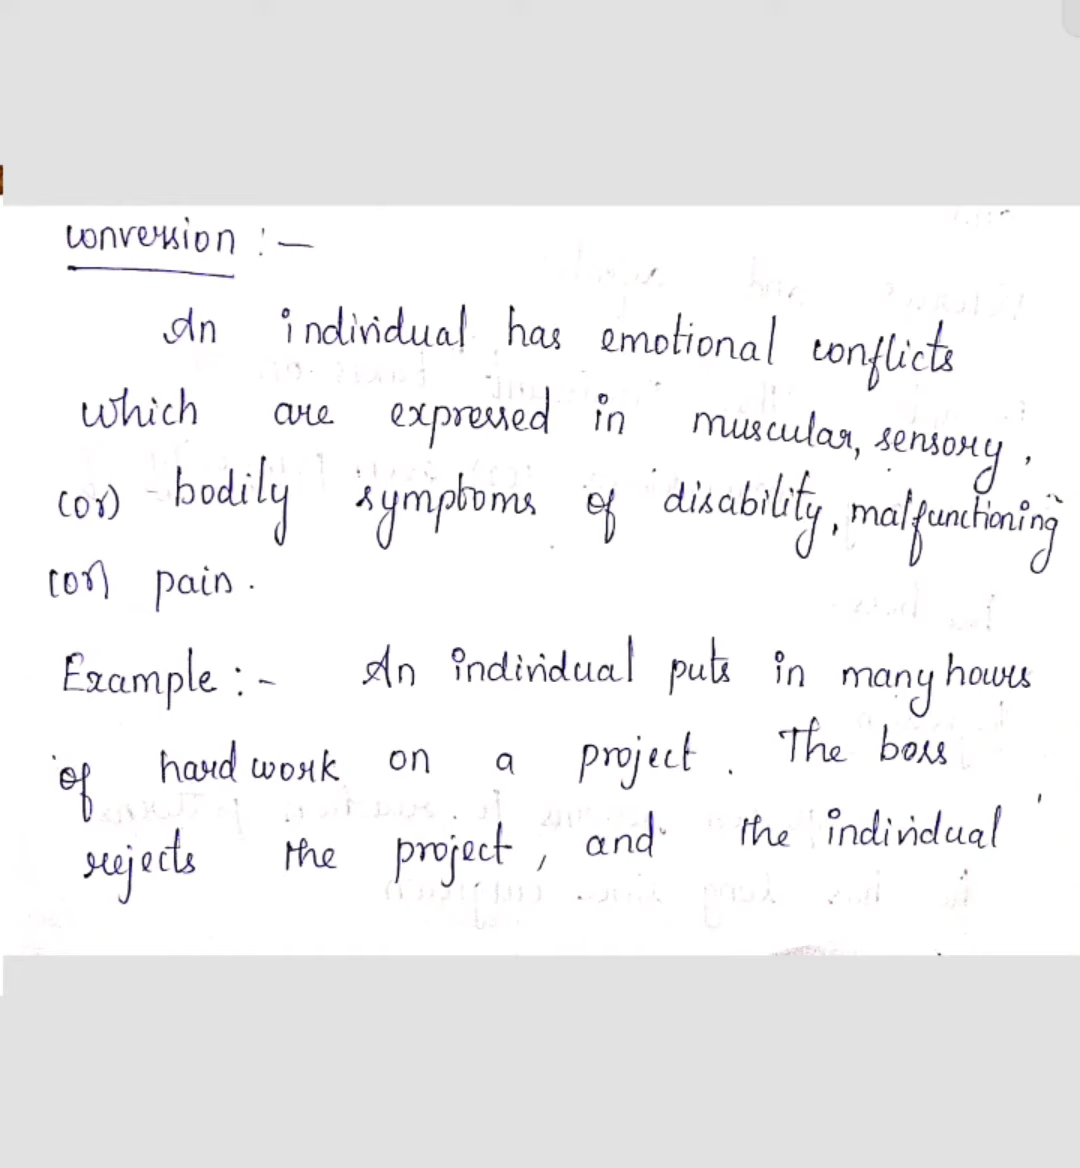 conversion :-
An individual has emotional conflicts
which are expressed in muscular, sensory,
(or) bodily symptoms of disability, malfunctioning
(or) pain.
Example :- An individual puts in many hours
of hard work on a project. The boss
rejects the project, and the individual